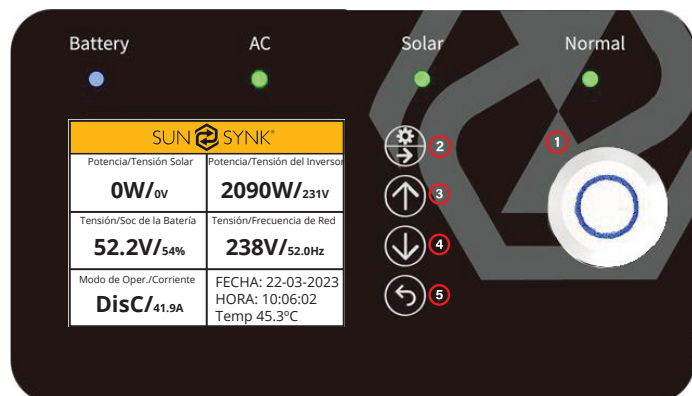 Battery AC Solar Normal
SUN SYNK®
Potencia/Tensión Solar
0W/0V
Potencia/Tensión del Inversor
2090W/231V
Tensión/Soc de la Batería
52.2V/54%
Tensión/Frecuencia de Red
238V/52.0Hz
Modo de Oper./Corriente
DisC/41.9A
FECHA: 22-03-2023
HORA: 10:06:02
Temp 45.3ºC
1
2
3
4
5